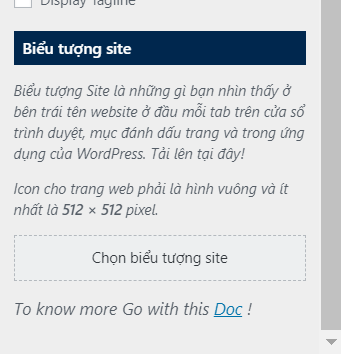 Display Tagline
Biểu tượng site
Biểu tượng Site là những gì bạn nhìn thấy ở
bên trái tên website ở đầu mỗi tab trên cửa sổ
trình duyệt, mục đánh dấu trang và trong ứng
dụng của WordPress. Tải lên tại đây!
Icon cho trang web phải là hình vuông và ít
nhất là 512 × 512 pixel.
Chọn biểu tượng site
To know more Go with this Doc !